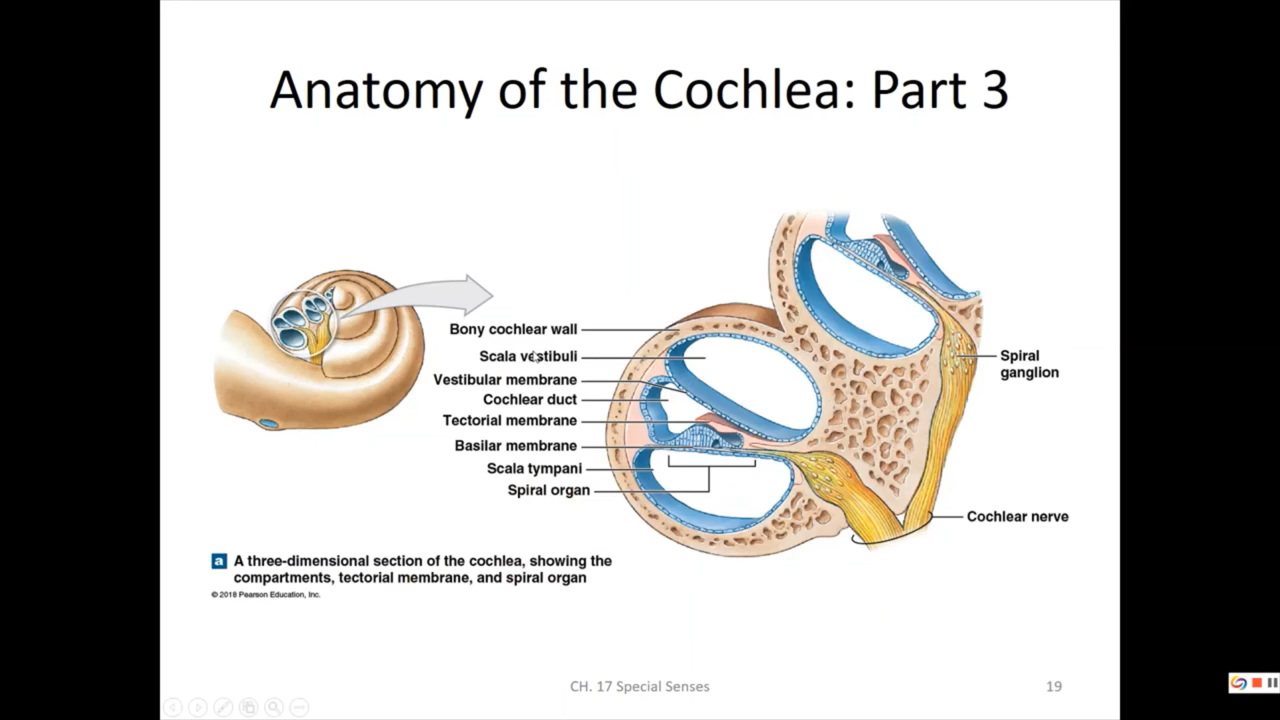 Anatomy of the Cochlea: Part 3
Bony cochlear wall
Scala vestibuli
Vestibular membrane
Cochlear duct
Tectorial membrane
Basilar membrane
Scala tympani
Spiral organ
Spiral
ganglion
Cochlear nerve
a A three-dimensional section of the cochlea, showing the
compartments, tectorial membrane, and spiral organ
© 2018 Pearson Education, Inc.
CH. 17 Special Senses
19